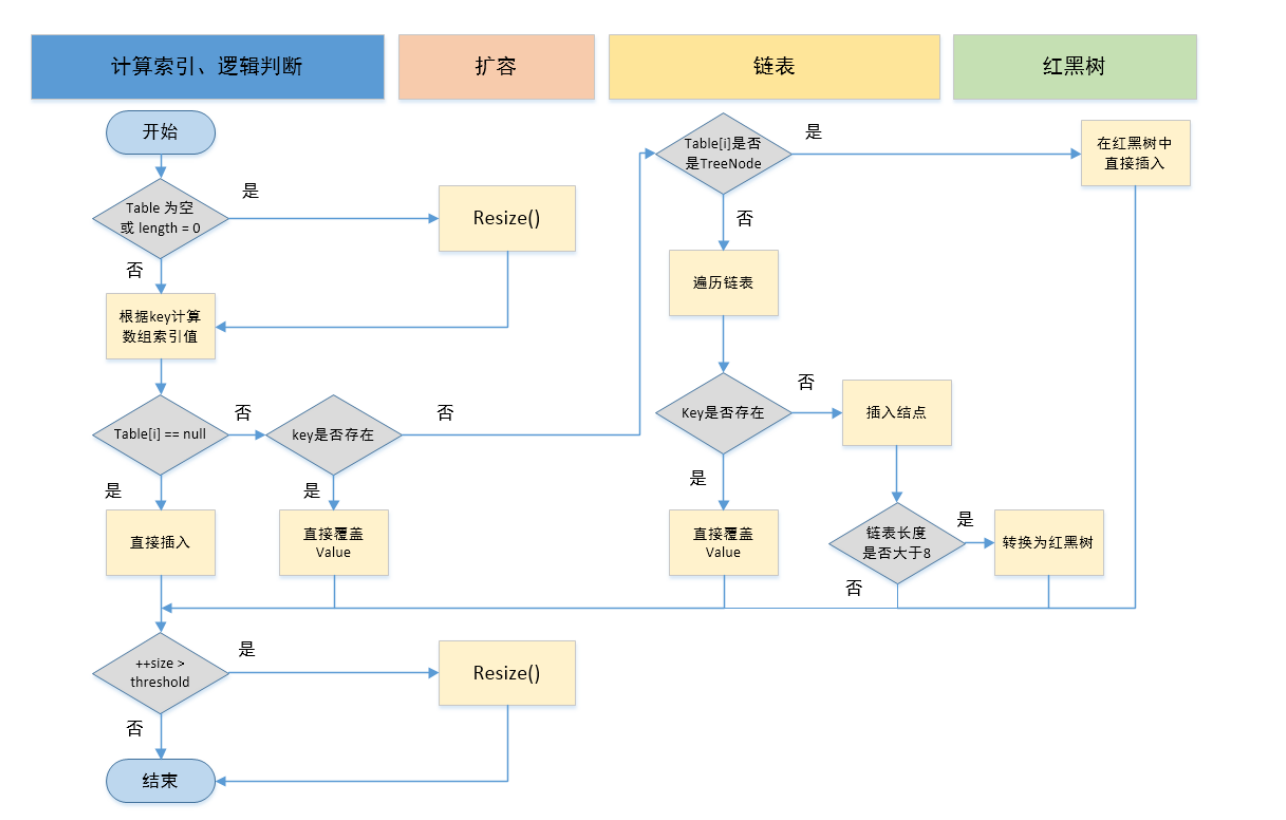 计算索引、逻辑判断
扩容
链表
红黑树
开始
Table 为空
或 length = 0
是
Resize()
否
根据key计算
数组索引值
Table[i] == null
否
key是否存在
否
是
直接插入
是
直接覆盖
Value
Table[i]是否
是TreeNode
是
在红黑树中
直接插入
否
遍历链表
Key是否存在
否
插入结点
是
直接覆盖
Value
链表长度
是否大于8
是
转换为红黑树
否
++size >
threshold
是
Resize()
否
结束